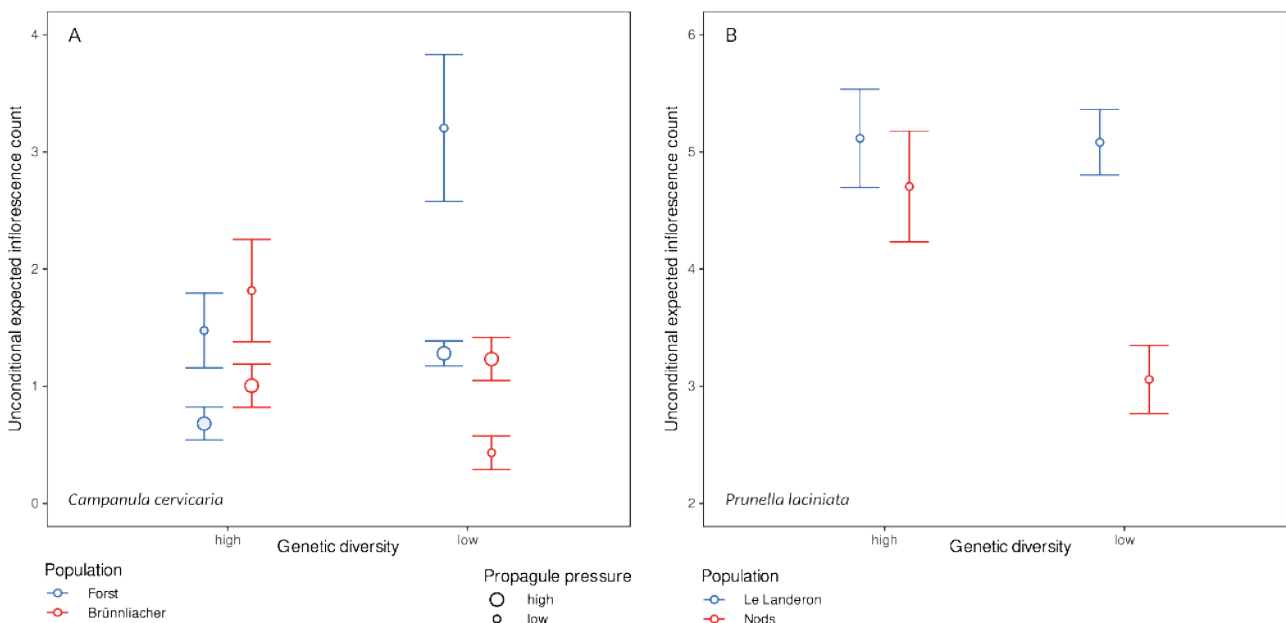 A
Unconditional expected inflorescence count
4
3
2
1
0
Campanula cervicaria
high
low
Genetic diversity
Population
Forst
Brünnliacher
Propagule pressure
high
low
B
Unconditional expected inflorescence count
6
5
4
3
2
Prunella laciniata
high
low
Genetic diversity
Population
Le Landeron
Nods